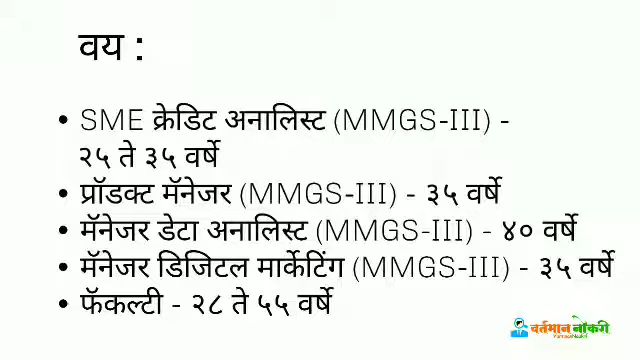 वय :
• SME क्रेडिट अनालिस्ट (MMGS-III) -
२५ ते ३५ वर्षे
• प्रॉडक्ट मॅनेजर (MMGS-III) - ३५ वर्षे
• मॅनेजर डेटा अनालिस्ट (MMGS-III) - ४० वर्षे
• मॅनेजर डिजिटल मार्केटिंग (MMGS-III) - ३५ वर्षे
• फॅकल्टी - २८ ते ५५ वर्षे
वर्तमान नौकरी